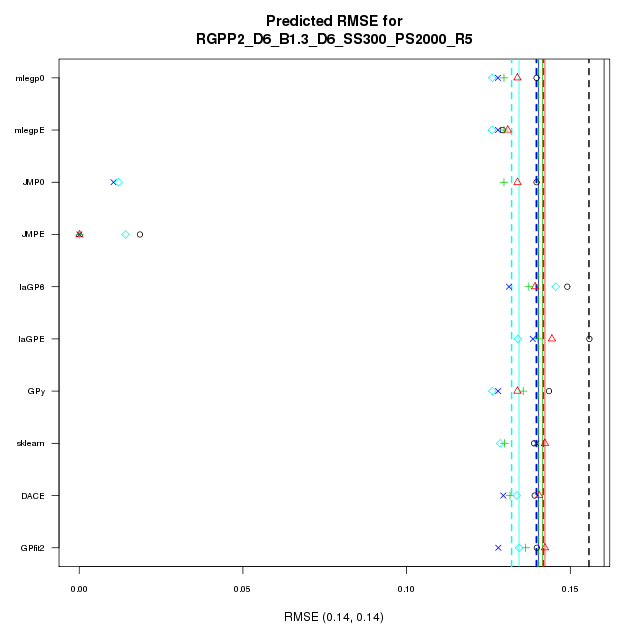 Predicted RMSE for
RGPP2_D6_B1.3_D6_SS300_PS2000_R5
mlegp0
mlegpE
JMP0
JMPE
laGP6
laGPE
GPy
sklearn
DACE
GPfit2
0.00
0.05
0.10
0.15
RMSE (0.14, 0.14)